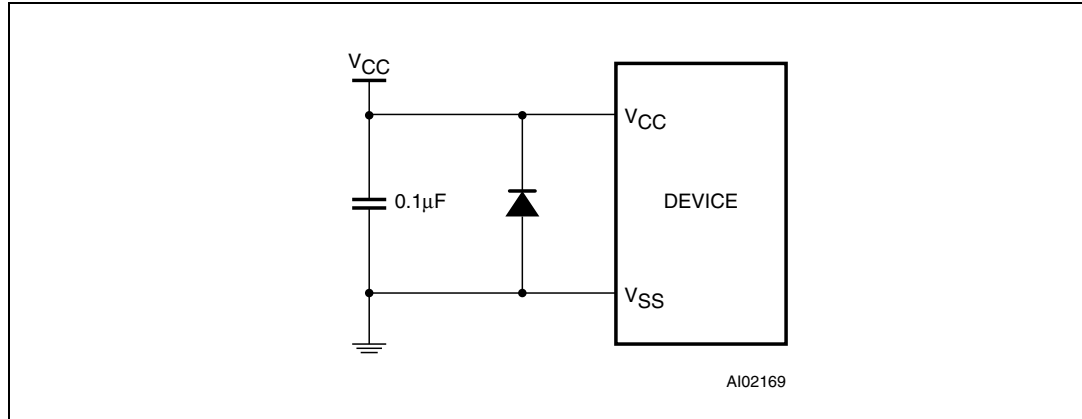 VCC
VCC
0.1μF
DEVICE
VSS
AI02169